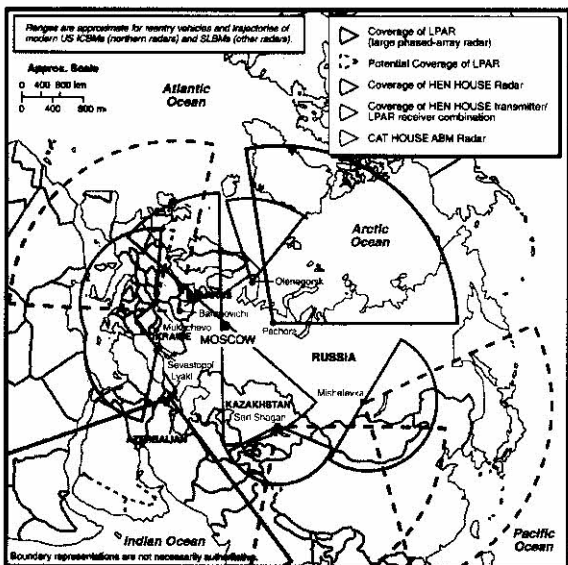 Ranges are approximate for reentry vehicles and trajectories of
modern US ICBMs (northern radars) and SLBMs (other radars).
Approx. Scale
0 400 800 km
0 400 800 m
Atlantic
Ocean
Coverage of LPAR
(large phased-array radar)
Potential Coverage of LPAR
Coverage of HEN HOUSE Radar
Coverage of HEN HOUSE transmitter/
LPAR receiver combination
CAT HOUSE ABM Radar
Arctic
Ocean
Olenegorsk
Baranovichi
Mukachevo
UKRAINE
MOSCOW
Pechora
RUSSIA
Sevastopol
Lyaki
KAZAKHSTAN
Sari Shagan
Mishelevka
AZERBAIJAN
Indian Ocean
Pacific
Ocean
Boundary representations are not necessarily authoritative.